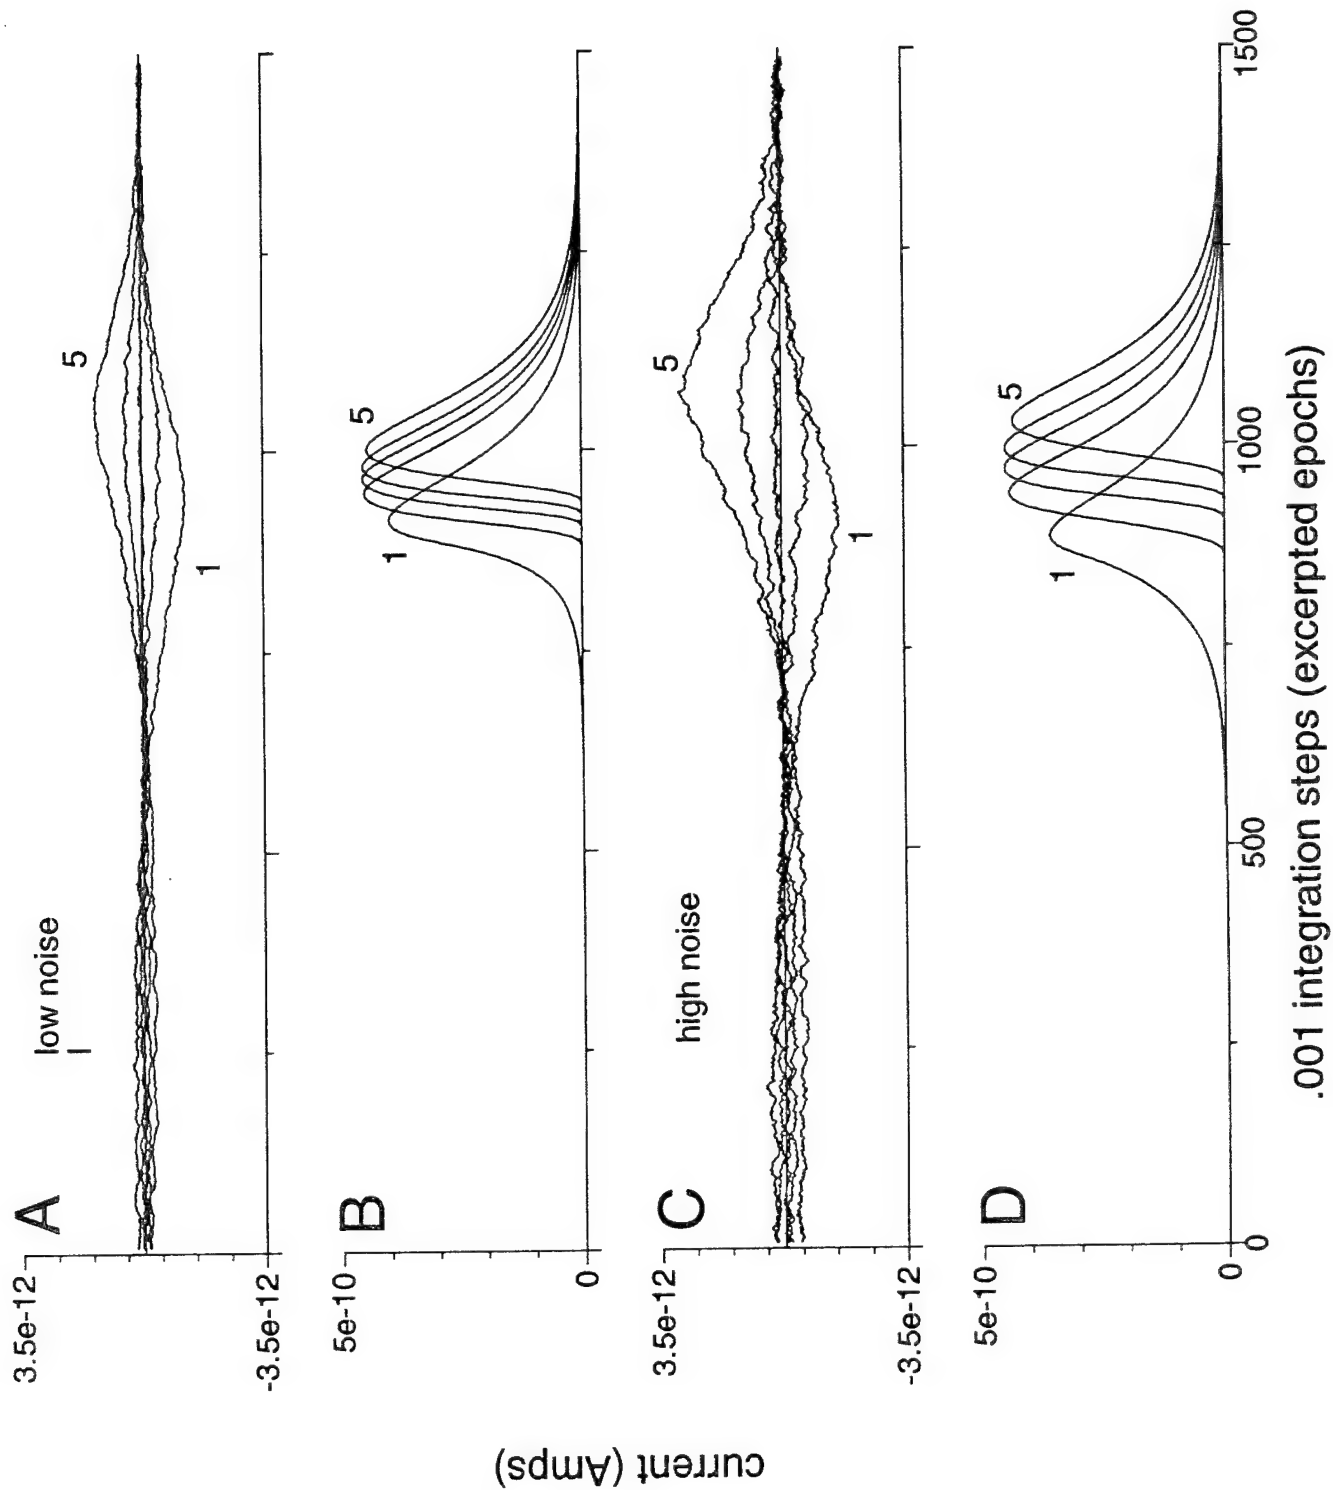 A
low noise
3.5e-12
-3.5e-12
5
1
B
5e-10
0
5
1
C
high noise
3.5e-12
-3.5e-12
5
1
D
5e-10
0
5
1
0
500
1000
1500
.001 integration steps (excerpted epochs)
current (Amps)